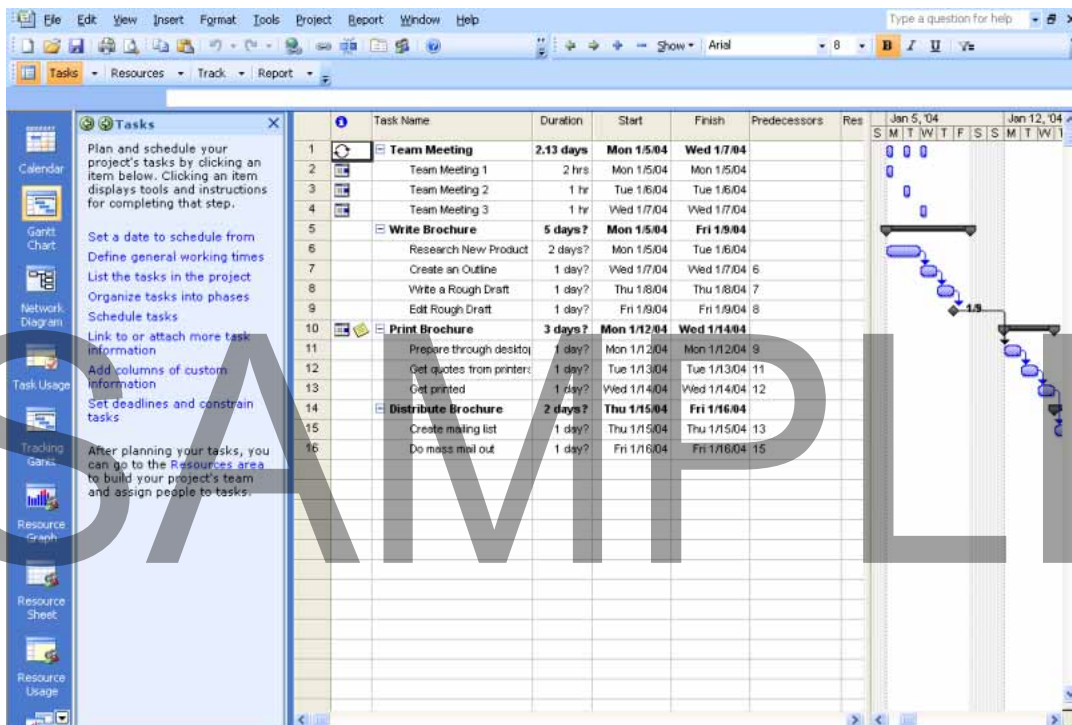 File Edit View Insert Format Tools Project Report Window Help Type a question for help
Show Arial 8 B I U
Tasks Resources Track Report
Calendar
Gantt Chart
Network Diagram
Task Usage
Tracking Gantt
Resource Graph
Resource Sheet
Resource Usage
Tasks
Plan and schedule your
project's tasks by clicking an
item below. Clicking an item
displays tools and instructions
for completing that step.
Set a date to schedule from
Define general working times
List the tasks in the project
Organize tasks into phases
Schedule tasks
Link to or attach more task
information
Add columns of custom
information
Set deadlines and constrain
tasks
After planning your tasks, you
can go to the Resources area
to build your project's team
and assign people to tasks.
Task Name Duration Start Finish Predecessors Res
1 Team Meeting 2.13 days Mon 1/5/04 Wed 1/7/04
2 Team Meeting 1 2 hrs Mon 1/5/04 Mon 1/5/04
3 Team Meeting 2 1 hr Tue 1/6/04 Tue 1/6/04
4 Team Meeting 3 1 hr Wed 1/7/04 Wed 1/7/04
5 Write Brochure 5 days? Mon 1/5/04 Fri 1/9/04
6 Research New Product 2 days? Mon 1/5/04 Tue 1/6/04
7 Create an Outline 1 day? Wed 1/7/04 Wed 1/7/04 6
8 Write a Rough Draft 1 day? Thu 1/8/04 Thu 1/8/04 7
9 Edit Rough Draft 1 day? Fri 1/9/04 Fri 1/9/04 8
10 Print Brochure 3 days? Mon 1/12/04 Wed 1/14/04
11 Prepare through desktop 1 day? Mon 1/12/04 Mon 1/12/04 9
12 Get quotes from printers 1 day? Tue 1/13/04 Tue 1/13/04 11
13 Get printed 1 day? Wed 1/14/04 Wed 1/14/04 12
14 Distribute Brochure 2 days? Thu 1/15/04 Fri 1/16/04
15 Create mailing list 1 day? Thu 1/15/04 Thu 1/15/04 13
16 Do mass mail out 1 day? Fri 1/16/04 Fri 1/16/04 15
Jan 5, '04 Jan 12, '04
S M T W T F S S M T W T
1/9
SAMPL